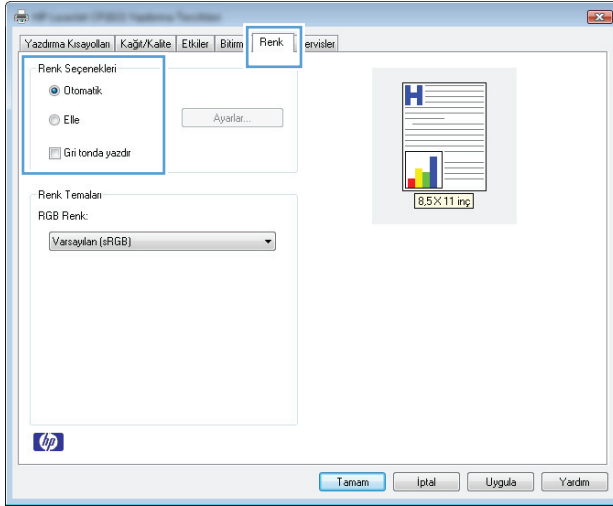 Yazdırma Kısayolları Kağıt/Kalite Etkiler Bitirm Renk ervisler
Renk Seçenekleri
Otomatik
Elle
Ayarlar...
Gri tonda yazdır
Renk Temaları
RGB Renk:
Varsayılan (sRGB)
H
8,5 X 11 inç
hp
Tamam İptal Uygula Yardım